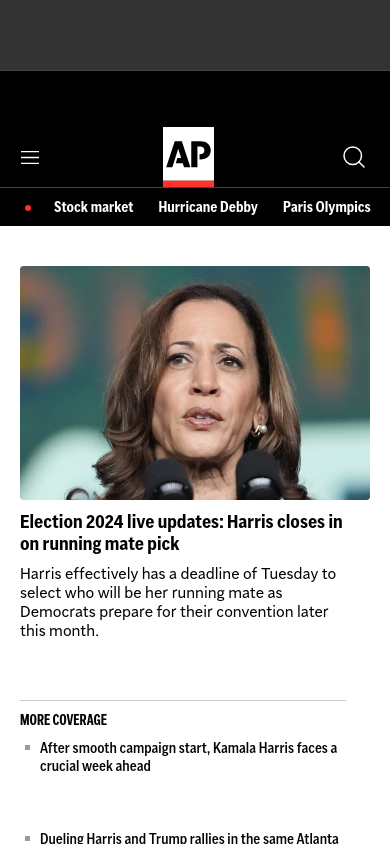 AP
Stock market Hurricane Debby Paris Olympics
Election 2024 live updates: Harris closes in
on running mate pick
Harris effectively has a deadline of Tuesday to
select who will be her running mate as
Democrats prepare for their convention later
this month.
MORE COVERAGE
After smooth campaign start, Kamala Harris faces a
crucial week ahead
Dueling Harris and Trump rallies in the same Atlanta